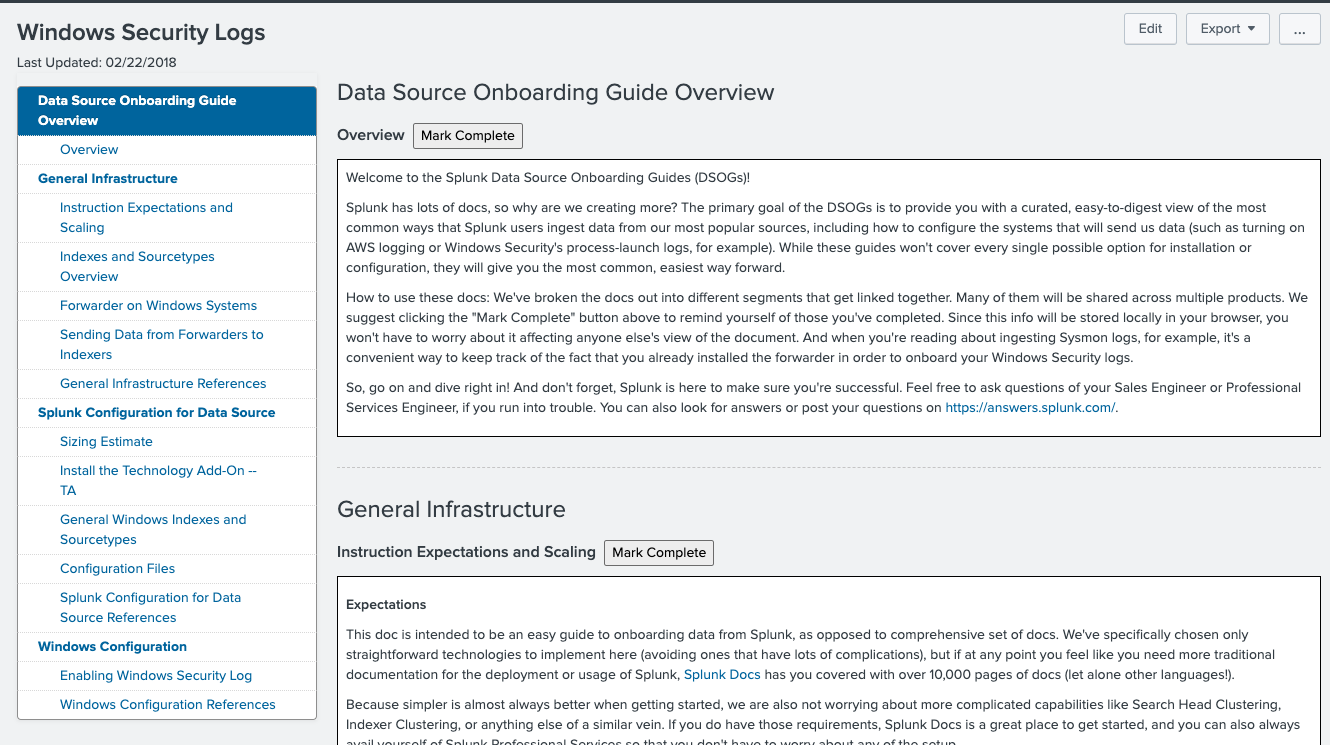 Windows Security Logs
Edit
Export
...
Last Updated: 02/22/2018
Data Source Onboarding Guide
Overview
Overview
General Infrastructure
Instruction Expectations and
Scaling
Indexes and Sourcetypes
Overview
Forwarder on Windows Systems
Sending Data from Forwarders to
Indexers
General Infrastructure References
Splunk Configuration for Data Source
Sizing Estimate
Install the Technology Add-On --
TA
General Windows Indexes and
Sourcetypes
Configuration Files
Splunk Configuration for Data
Source References
Windows Configuration
Enabling Windows Security Log
Windows Configuration References
Data Source Onboarding Guide Overview
Overview Mark Complete
Welcome to the Splunk Data Source Onboarding Guides (DSOGs)!
Splunk has lots of docs, so why are we creating more? The primary goal of the DSOGs is to provide you with a curated, easy-to-digest view of the most
common ways that Splunk users ingest data from our most popular sources, including how to configure the systems that will send us data (such as turning on
AWS logging or Windows Security's process-launch logs, for example). While these guides won't cover every single possible option for installation or
configuration, they will give you the most common, easiest way forward.
How to use these docs: We've broken the docs out into different segments that get linked together. Many of them will be shared across multiple products. We
suggest clicking the "Mark Complete" button above to remind yourself of those you've completed. Since this info will be stored locally in your browser, you
won't have to worry about it affecting anyone else's view of the document. And when you're reading about ingesting Sysmon logs, for example, it's a
convenient way to keep track of the fact that you already installed the forwarder in order to onboard your Windows Security logs.
So, go on and dive right in! And don't forget, Splunk is here to make sure you're successful. Feel free to ask questions of your Sales Engineer or Professional
Services Engineer, if you run into trouble. You can also look for answers or post your questions on https://answers.splunk.com/.
General Infrastructure
Instruction Expectations and Scaling Mark Complete
Expectations
This doc is intended to be an easy guide to onboarding data from Splunk, as opposed to comprehensive set of docs. We've specifically chosen only
straightforward technologies to implement here (avoiding ones that have lots of complications), but if at any point you feel like you need more traditional
documentation for the deployment or usage of Splunk, Splunk Docs has you covered with over 10,000 pages of docs (let alone other languages!).
Because simpler is almost always better when getting started, we are also not worrying about more complicated capabilities like Search Head Clustering,
Indexer Clustering, or anything else of a similar vein. If you do have those requirements, Splunk Docs is a great place to get started, and you can also always
avail yourself of Splunk Professional Services so that you don't have to worry about any of the setup.